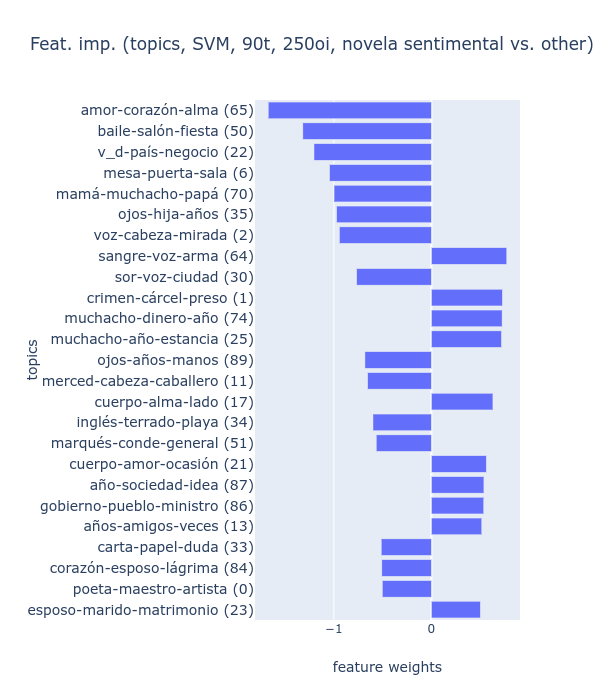 Feat. imp. (topics, SVM, 90t, 250oi, novela sentimental vs. other)
amor-corazón-alma (65)
baile-salón-fiesta (50)
v_d-país-negocio (22)
mesa-puerta-sala (6)
mamá-muchacho-papá (70)
ojos-hija-años (35)
voz-cabeza-mirada (2)
sangre-voz-arma (64)
sor-voz-ciudad (30)
crimen-cárcel-preso (1)
muchacho-dinero-año (74)
muchacho-año-estancia (25)
ojos-años-manos (89)
merced-cabeza-caballero (11)
cuerpo-alma-lado (17)
inglés-terrado-playa (34)
marqués-conde-general (51)
cuerpo-amor-ocasión (21)
año-sociedad-idea (87)
gobierno-pueblo-ministro (86)
años-amigos-veces (13)
carta-papel-duda (33)
corazón-esposo-lágrima (84)
poeta-maestro-artista (0)
esposo-marido-matrimonio (23)
topics
−1 0
feature weights